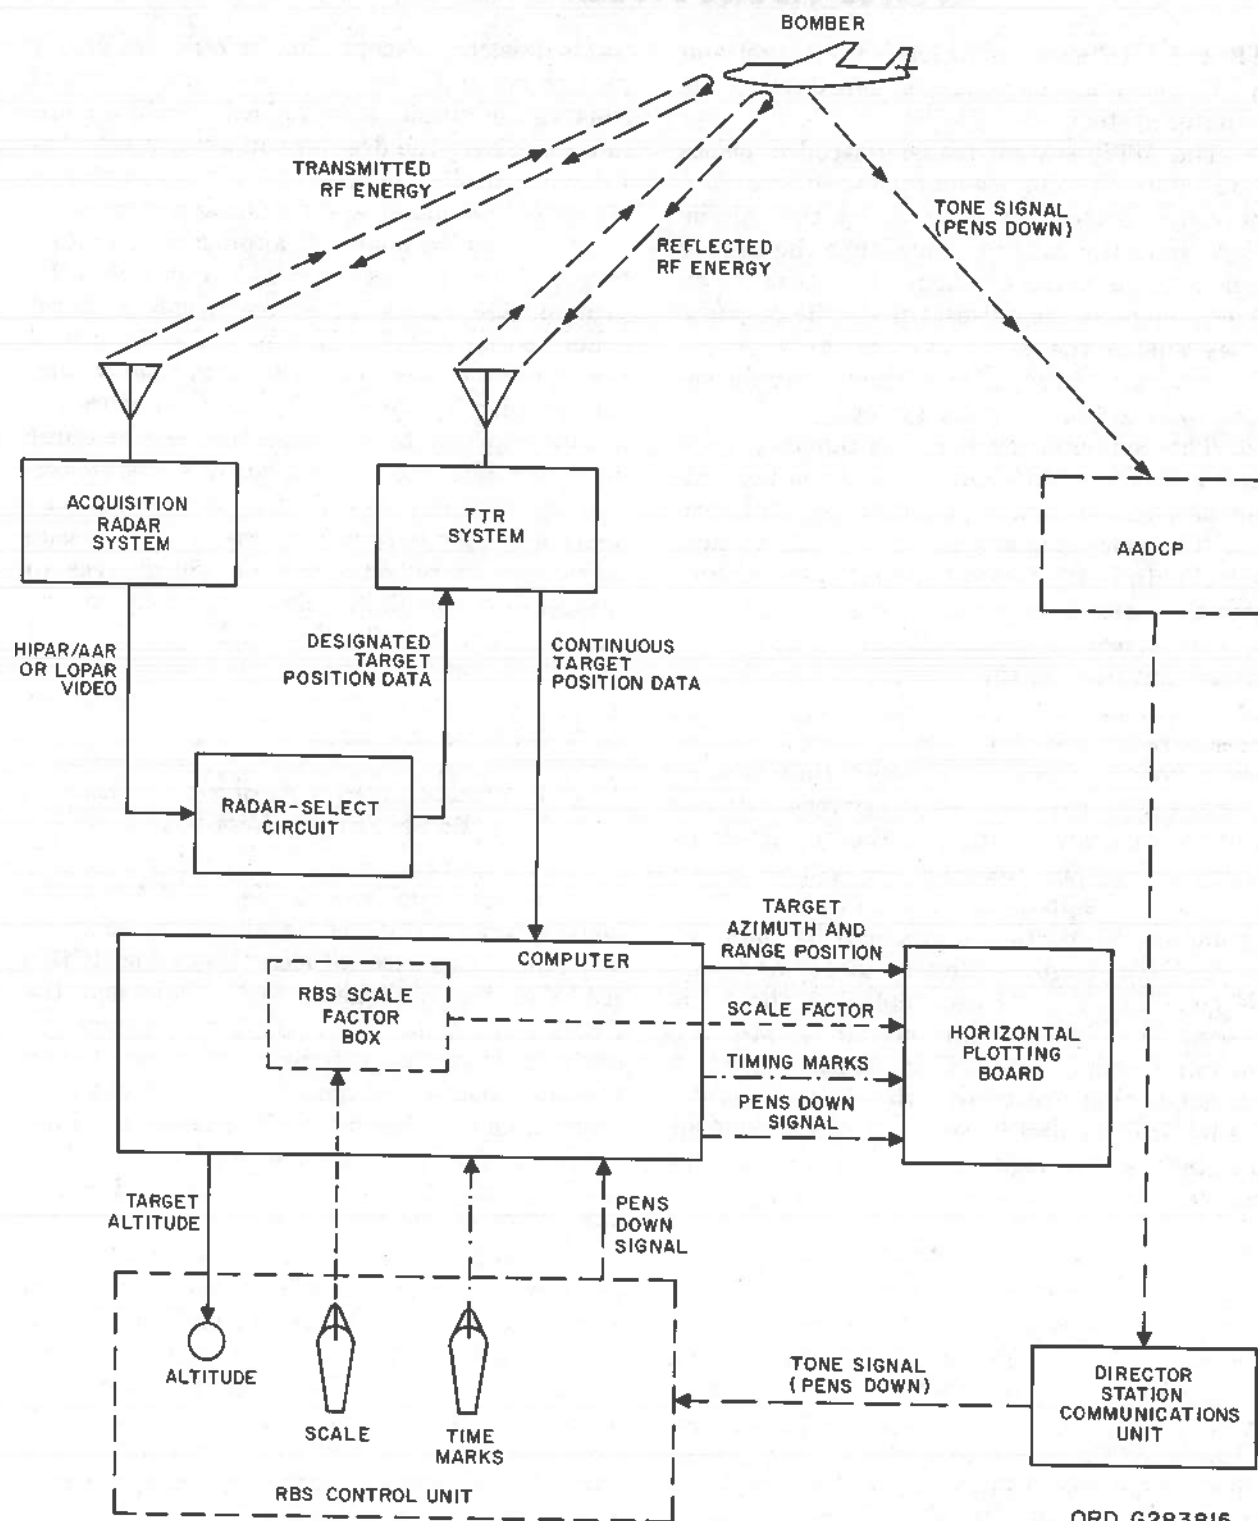 BOMBER
TRANSMITTED
RF ENERGY
REFLECTED
RF ENERGY
TONE SIGNAL
(PENS DOWN)
ACQUISITION
RADAR
SYSTEM
TTR
SYSTEM
AADCP
HIPAR/AAR
OR LOPAR
VIDEO
DESIGNATED
TARGET
POSITION DATA
CONTINUOUS
TARGET
POSITION DATA
RADAR-SELECT
CIRCUIT
COMPUTER
RBS SCALE
FACTOR
BOX
TARGET
AZIMUTH AND
RANGE POSITION
SCALE FACTOR
TIMING MARKS
PENS DOWN
SIGNAL
HORIZONTAL
PLOTTING
BOARD
TARGET
ALTITUDE
PENS
DOWN
SIGNAL
ALTITUDE
SCALE
TIME
MARKS
RBS CONTROL UNIT
TONE SIGNAL
(PENS DOWN)
DIRECTOR
STATION
COMMUNICATIONS
UNIT
ORD G283816